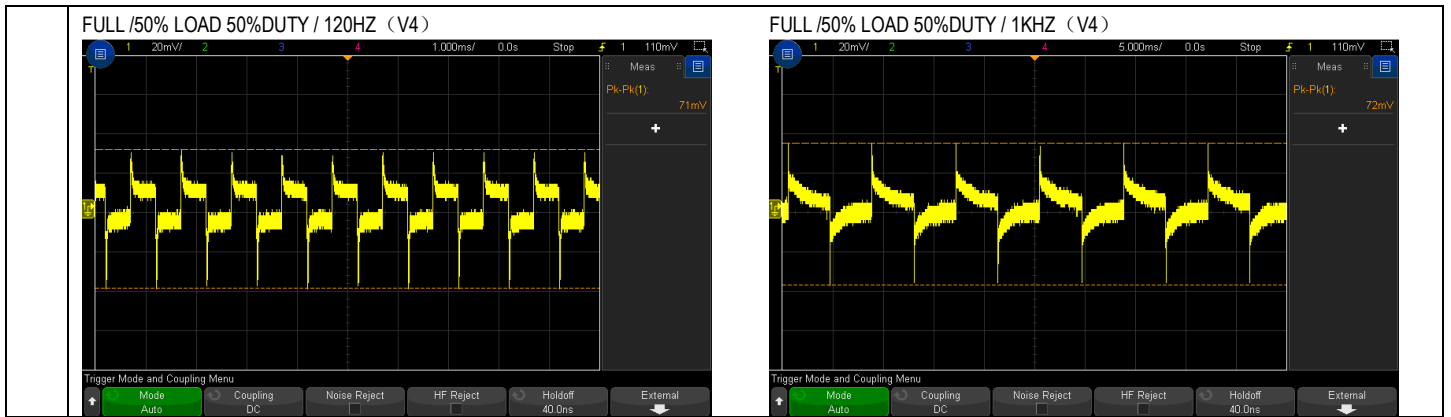 FULL /50% LOAD 50%DUTY / 120HZ（V4）
1 20mV/ 2 3 4 1.000ms/ 0.0s Stop 1 110mV
T
Meas
Pk-Pk(1):
71mV
+
Trigger Mode and Coupling Menu
Mode Coupling Noise Reject HF Reject Holdoff External
Auto DC 40.0ns
FULL /50% LOAD 50%DUTY / 1KHZ（V4）
1 20mV/ 2 3 4 5.000ms/ 0.0s Stop 1 110mV
T
Meas
Pk-Pk(1):
72mV
+
Trigger Mode and Coupling Menu
Mode Coupling Noise Reject HF Reject Holdoff External
Auto DC 40.0ns